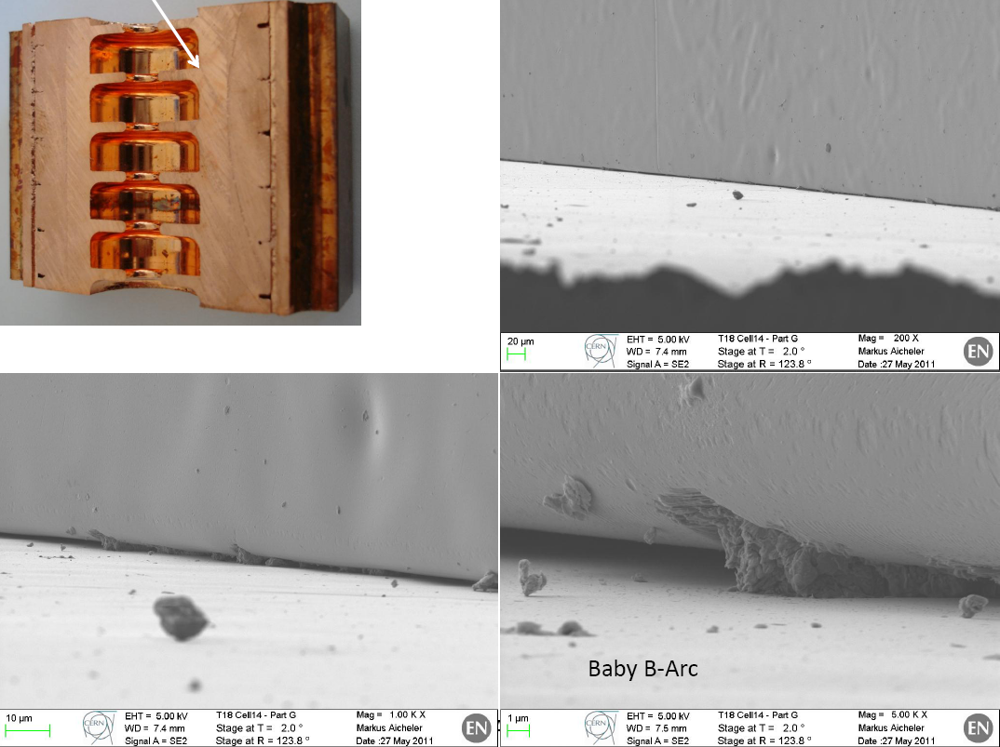 20 µm
CERN
EHT = 5.00 kV
WD = 7.4 mm
Signal A = SE2
T18 Cell14 - Part G
Stage at T = 2.0 °
Stage at R = 123.8 °
Mag = 200 X
Markus Aicheler
Date :27 May 2011
EN
10 µm
CERN
EHT = 5.00 kV
WD = 7.4 mm
Signal A = SE2
T18 Cell14 - Part G
Stage at T = 2.0 °
Stage at R = 123.8 °
Mag = 1.00 K X
Markus Aicheler
Date :27 May 2011
EN
Baby B-Arc
1 µm
CERN
EHT = 5.00 kV
WD = 7.5 mm
Signal A = SE2
T18 Cell14 - Part G
Stage at T = 2.0 °
Stage at R = 123.8 °
Mag = 5.00 K X
Markus Aicheler
Date :27 May 2011
EN